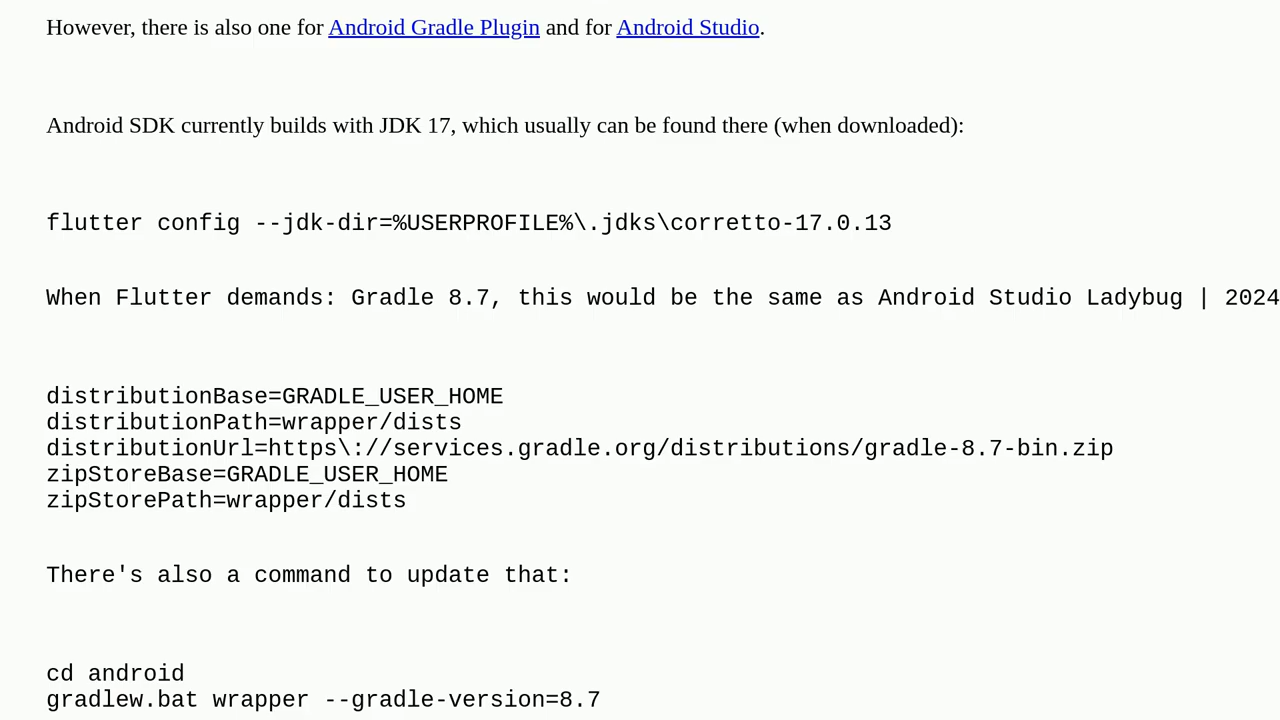 However, there is also one for Android Gradle Plugin and for Android Studio.
Android SDK currently builds with JDK 17, which usually can be found there (when downloaded):
flutter config --jdk-dir=%USERPROFILE%\.jdks\corretto-17.0.13
When Flutter demands: Gradle 8.7, this would be the same as Android Studio Ladybug | 2024
distributionBase=GRADLE_USER_HOME
distributionPath=wrapper/dists
distributionUrl=https\://services.gradle.org/distributions/gradle-8.7-bin.zip
zipStoreBase=GRADLE_USER_HOME
zipStorePath=wrapper/dists
There's also a command to update that:
cd android
gradlew.bat wrapper --gradle-version=8.7